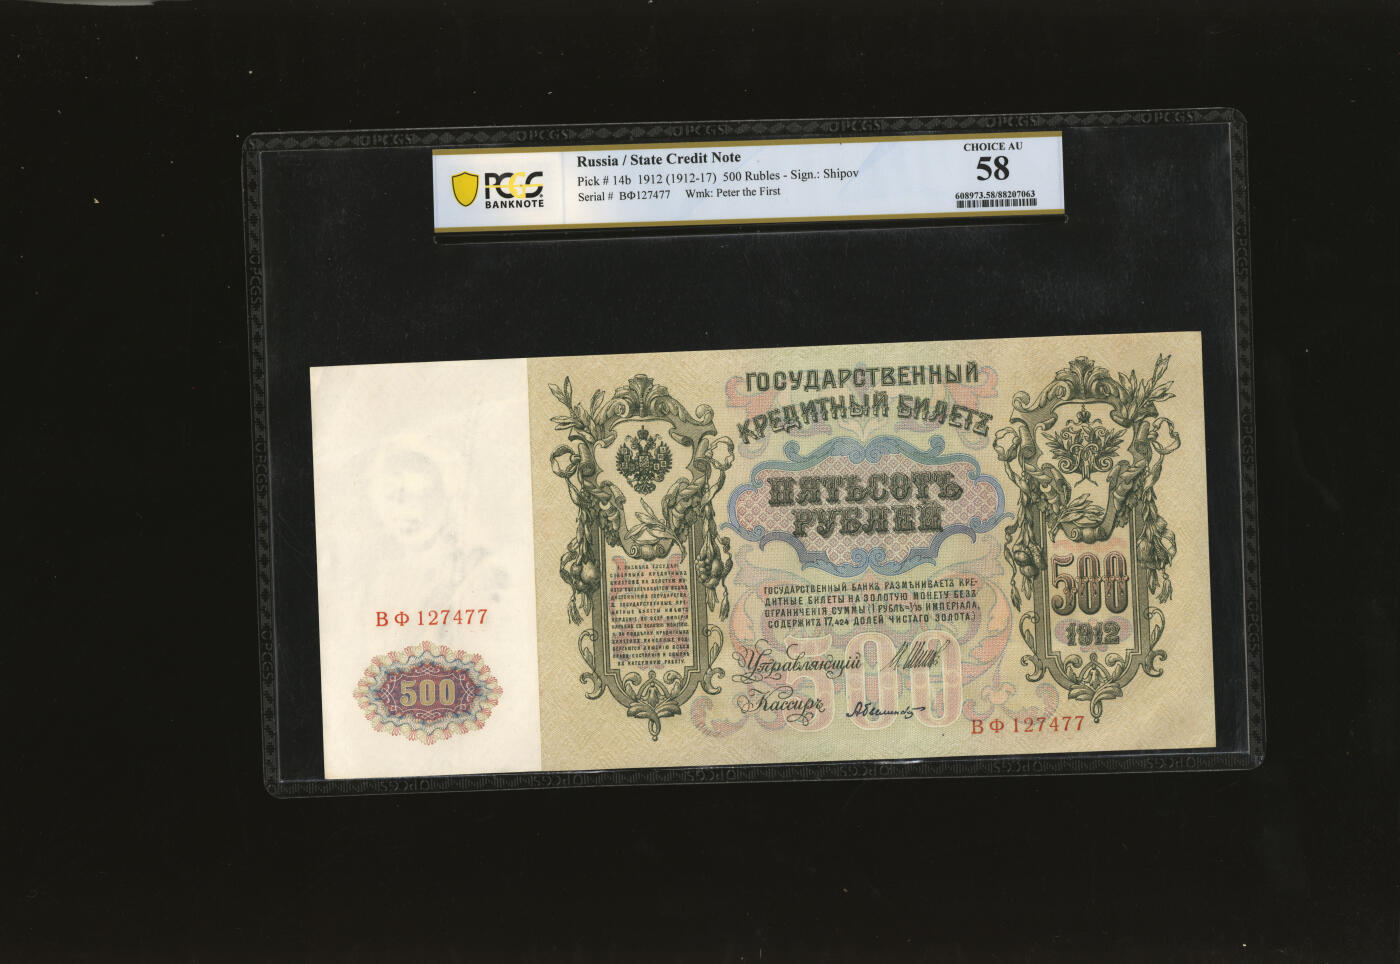 PCGS
BANKNOTE
Russia / State Credit Note
Pick # 14b 1912 (1912-17) 500 Rubles - Sign.: Shipov
Serial # ВФ127477 Wmk: Peter the First
CHOICE AU
58
608973.58/88207063
ГОСУДАРСТВЕННЫЙ
КРЕДИТНЫЙ БИЛЕТЪ
ПЯТЬСОТЪ
РУБЛЕЙ
ГОСУДАРСТВЕННЫЙ БАНКЪ РАЗМѢНИВАЕТЪ КРЕ-
ДИТНЫЕ БИЛЕТЫ НА ЗОЛОТУЮ МОНЕТУ БЕЗЪ
ОГРАНИЧЕНІЯ СУММЫ (1 РУБЛЬ=1/15 ИМПЕРІАЛА,
СОДЕРЖИТЪ 17,424 ДОЛЕЙ ЧИСТАГО ЗОЛОТА.)
500
Управляющій
Кассиръ
500
1912
ВФ 127477
500
ВФ 127477